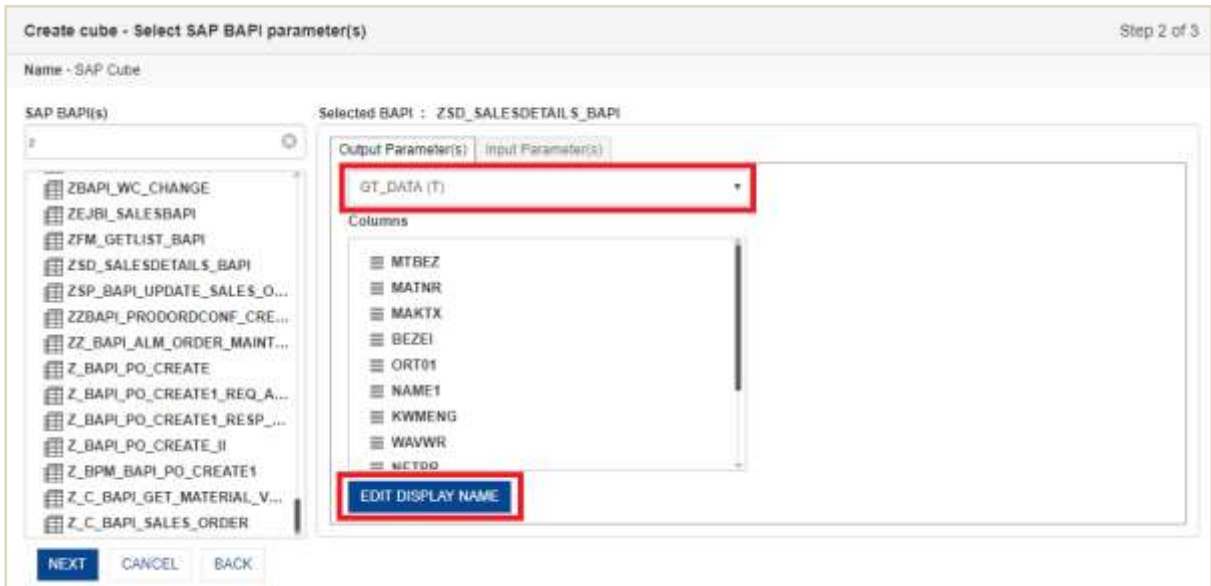 Create cube - Select SAP BAPI parameter(s)
Step 2 of 3
Name - SAP Cube
SAP BAPI(s)
z
ZBAPI_WC_CHANGE
ZEJBI_SALESBAPI
ZFM_GETLIST_BAPI
ZSD_SALESDETAILS_BAPI
ZSP_BAPI_UPDATE_SALES_O...
ZZBAPI_PRODORDCONF_CRE...
ZZ_BAPI_ALM_ORDER_MAINT...
Z_BAPI_PO_CREATE
Z_BAPI_PO_CREATE1_REQ_A...
Z_BAPI_PO_CREATE1_RESP_...
Z_BAPI_PO_CREATE_II
Z_BPM_BAPI_PO_CREATE1
Z_C_BAPI_GET_MATERIAL_V...
Z_C_BAPI_SALES_ORDER
Selected BAPI : ZSD_SALESDETAILS_BAPI
Output Parameter(s)
Input Parameter(s)
GT_DATA (T)
Columns
MTBEZ
MATNR
MAKTX
BEZEI
ORT01
NAME1
KWMENG
WAVWR
NETPR
EDIT DISPLAY NAME
NEXT
CANCEL
BACK